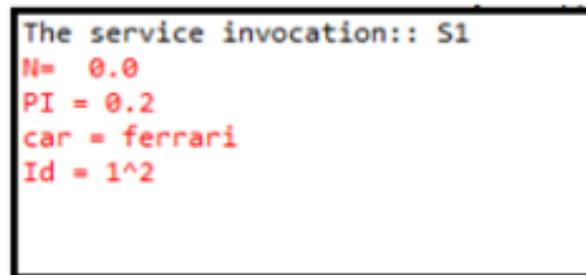 The service invocation:: S1
N=  0.0
PI = 0.2
car = ferrari
Id = 1^2